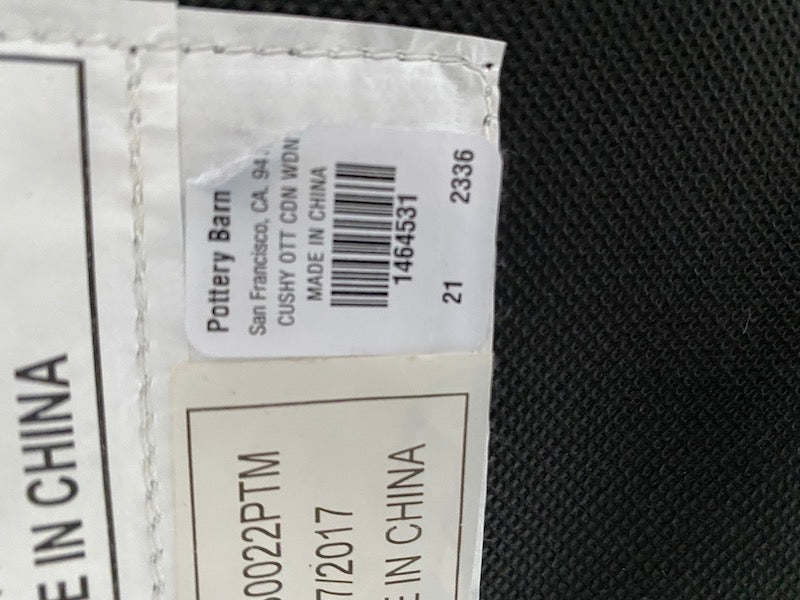 Pottery Barn
San Francisco, CA. 94
CUSHY OTT CDN WDN
MADE IN CHINA
1464531
21 2336
0022PTM
7/2017
E IN CHINA
E IN CHINA